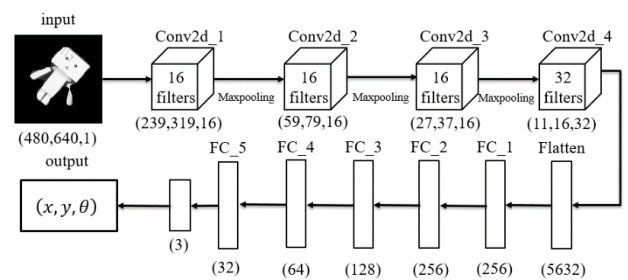 input
Conv2d_1
Conv2d_2
Conv2d_3
Conv2d_4
16 filters
16 filters
16 filters
32 filters
Maxpooling
Maxpooling
Maxpooling
(480,640,1)
(239,319,16)
(59,79,16)
(27,37,16)
(11,16,32)
output
FC_5
FC_4
FC_3
FC_2
FC_1
Flatten
(x, y, θ)
(3)
(32)
(64)
(128)
(256)
(256)
(5632)